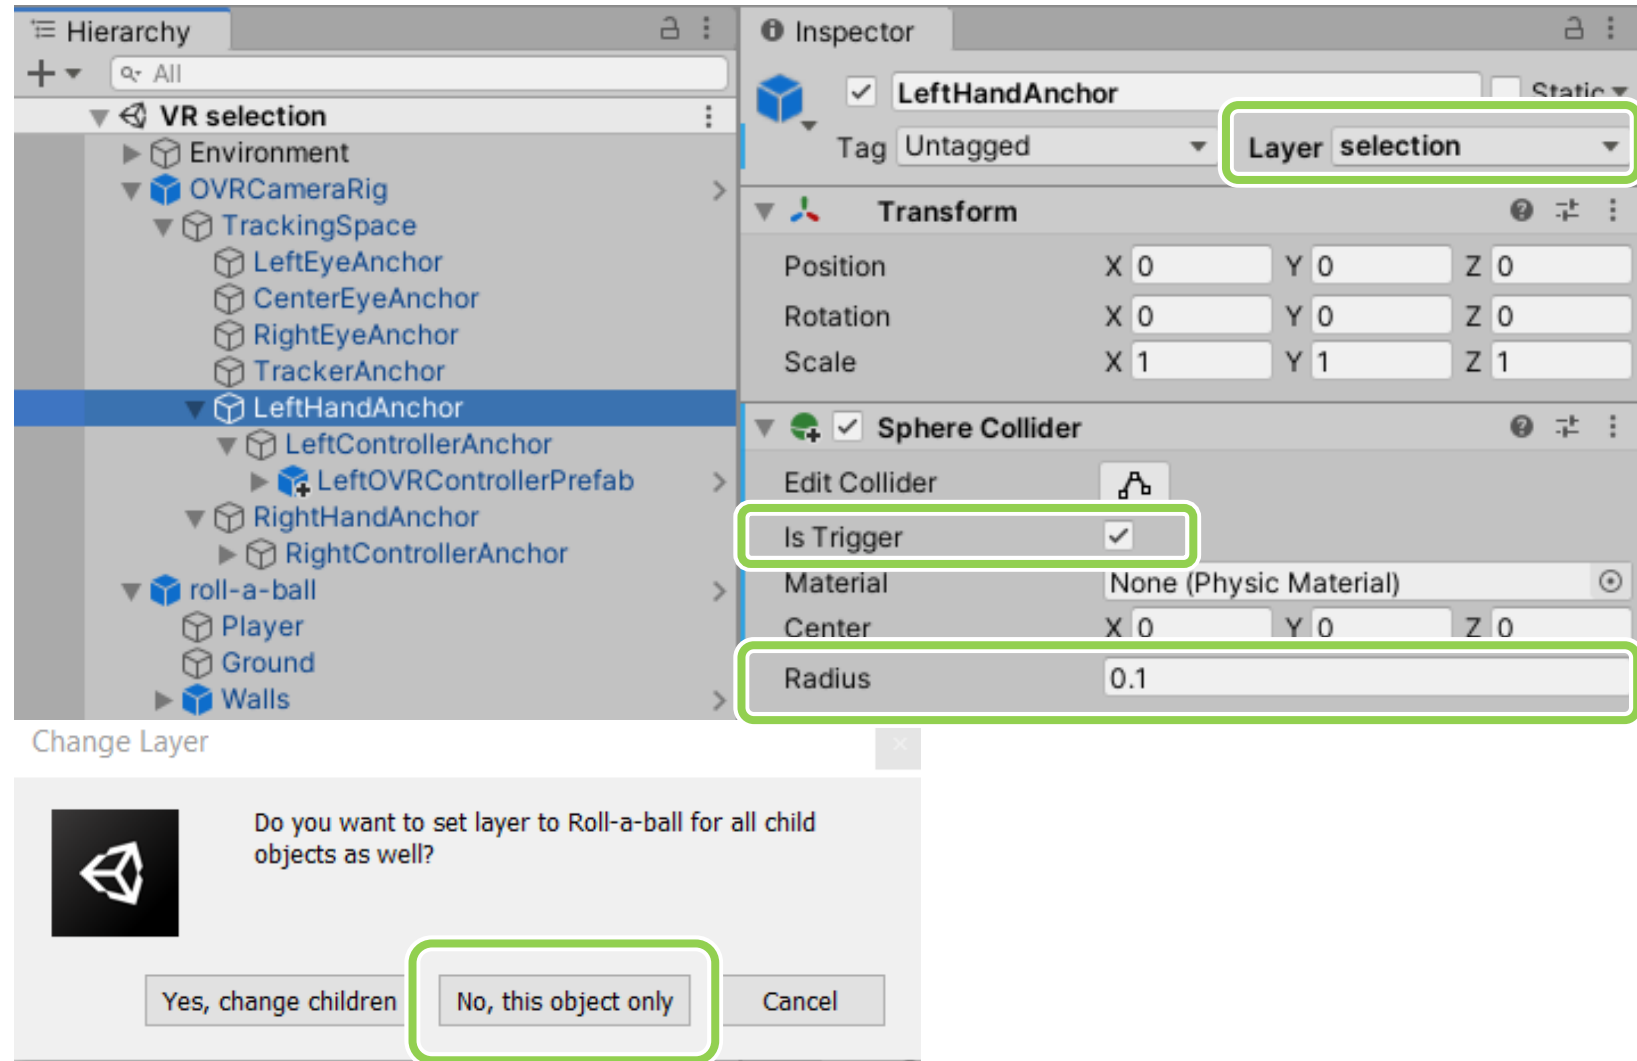 Hierarchy
All
VR selection
Environment
OVRCameraRig
TrackingSpace
LeftEyeAnchor
CenterEyeAnchor
RightEyeAnchor
TrackerAnchor
LeftHandAnchor
LeftControllerAnchor
LeftOVRControllerPrefab
RightHandAnchor
RightControllerAnchor
roll-a-ball
Player
Ground
Walls
Inspector
LeftHandAnchor
Static
Tag Untagged
Layer selection
Transform
Position X 0 Y 0 Z 0
Rotation X 0 Y 0 Z 0
Scale X 1 Y 1 Z 1
Sphere Collider
Edit Collider
Is Trigger
Material None (Physic Material)
Center X 0 Y 0 Z 0
Radius 0.1
Change Layer
Do you want to set layer to Roll-a-ball for all child
objects as well?
Yes, change children
No, this object only
Cancel